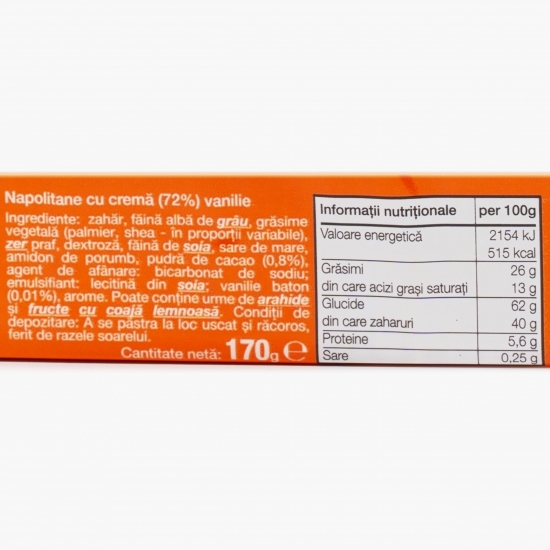 Napolitane cu cremă (72%) vanilie
Ingrediente: zahăr, făină albă de grâu, grăsime
vegetală (palmier, shea - în proporții variabile),
zer praf, dextroză, făină de soia, sare de mare,
amidon de porumb, pudră de cacao (0,8%),
agent de afânare: bicarbonat de sodiu;
emulsifiant: lecitină din soia; vanilie baton
(0,01%), arome. Poate conține urme de arahide
și fructe cu coajă lemnoasă. Condiții de
depozitare: A se păstra la loc uscat și răcoros,
ferit de razele soarelui.
Cantitate netă: 170g e
Informații nutriționale per 100g
Valoare energetică 2154 kJ
515 kcal
Grăsimi 26 g
din care acizi grași saturați 13 g
Glucide 62 g
din care zaharuri 40 g
Proteine 5,6 g
Sare 0,25 g